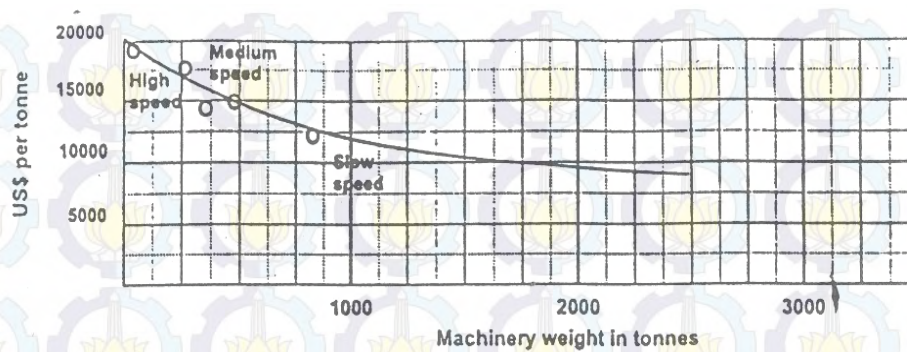 20000
15000
10000
5000
US$ per tonne
High
speed
Medium
speed
Slow
speed
1000
2000
3000
Machinery weight in tonnes